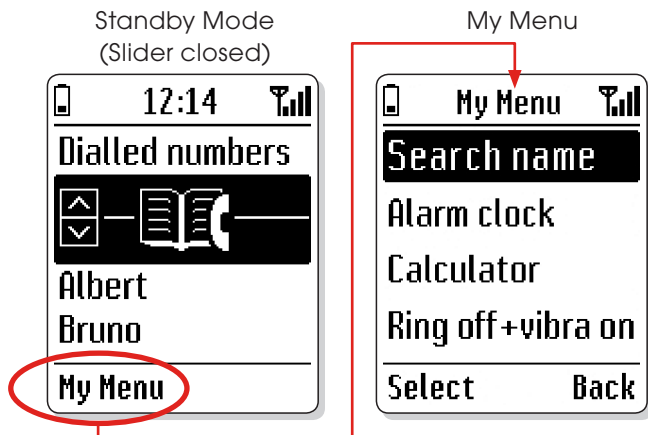 Standby Mode
(Slider closed)
12:14
Dialled numbers
Albert
Bruno
My Menu
My Menu
My Menu
Search name
Alarm clock
Calculator
Ring off+vibra on
Select Back